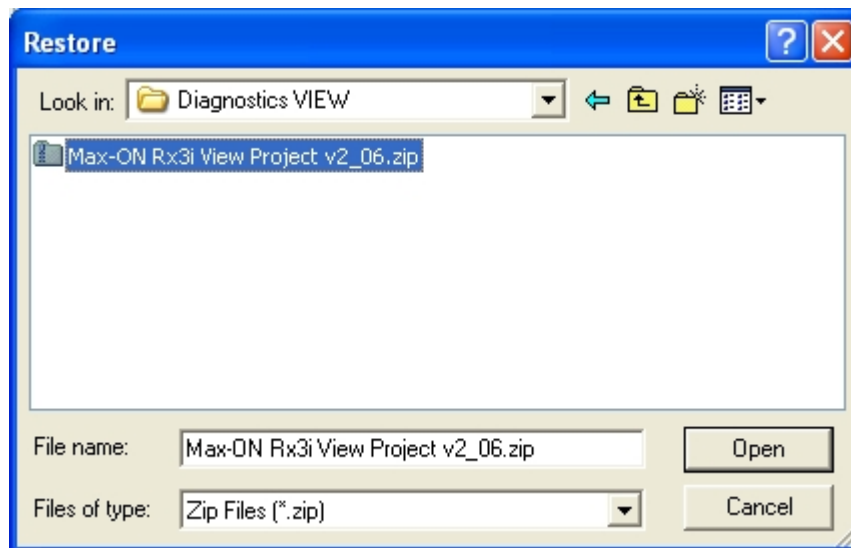 Restore
Look in: Diagnostics VIEW
Max-ON Rx3i View Project v2_06.zip
File name: Max-ON Rx3i View Project v2_06.zip Open
Files of type: Zip Files (*.zip) Cancel